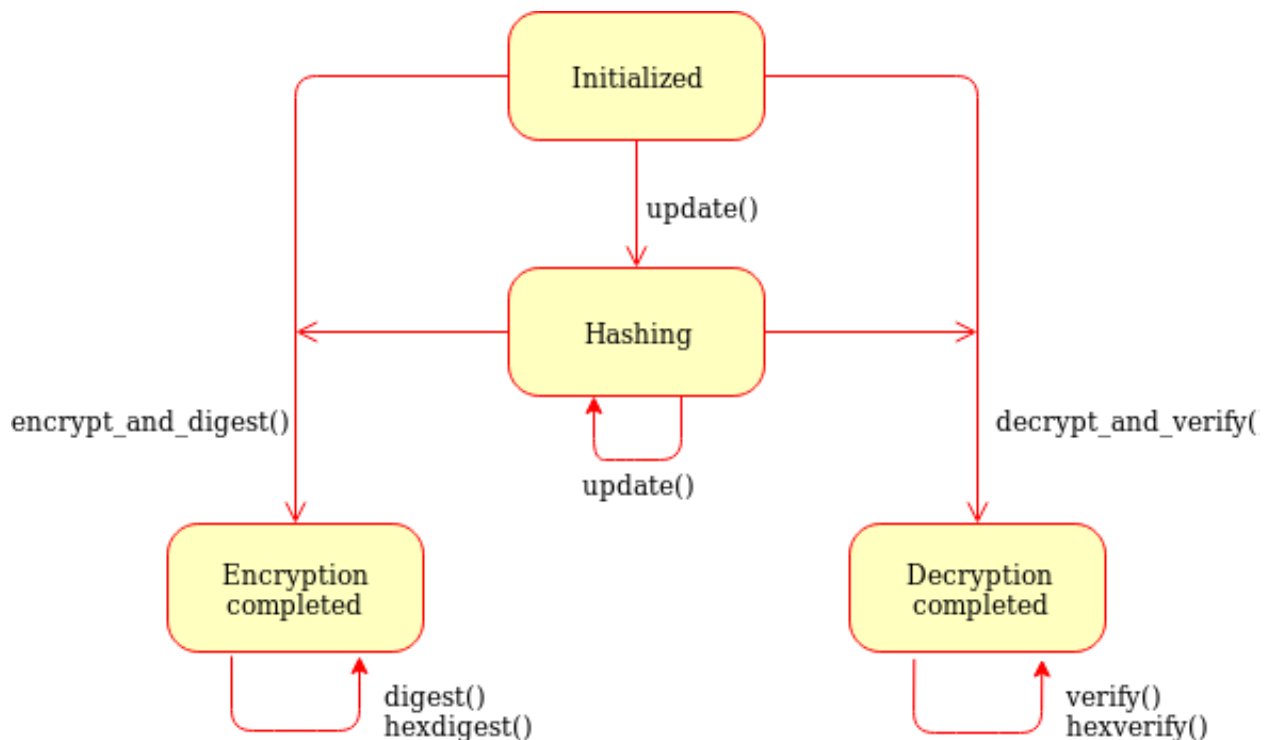 Initialized
update()
Hashing
encrypt_and_digest()
decrypt_and_verify(
update()
Encryption
completed
Decryption
completed
digest()
hexdigest()
verify()
hexverify()